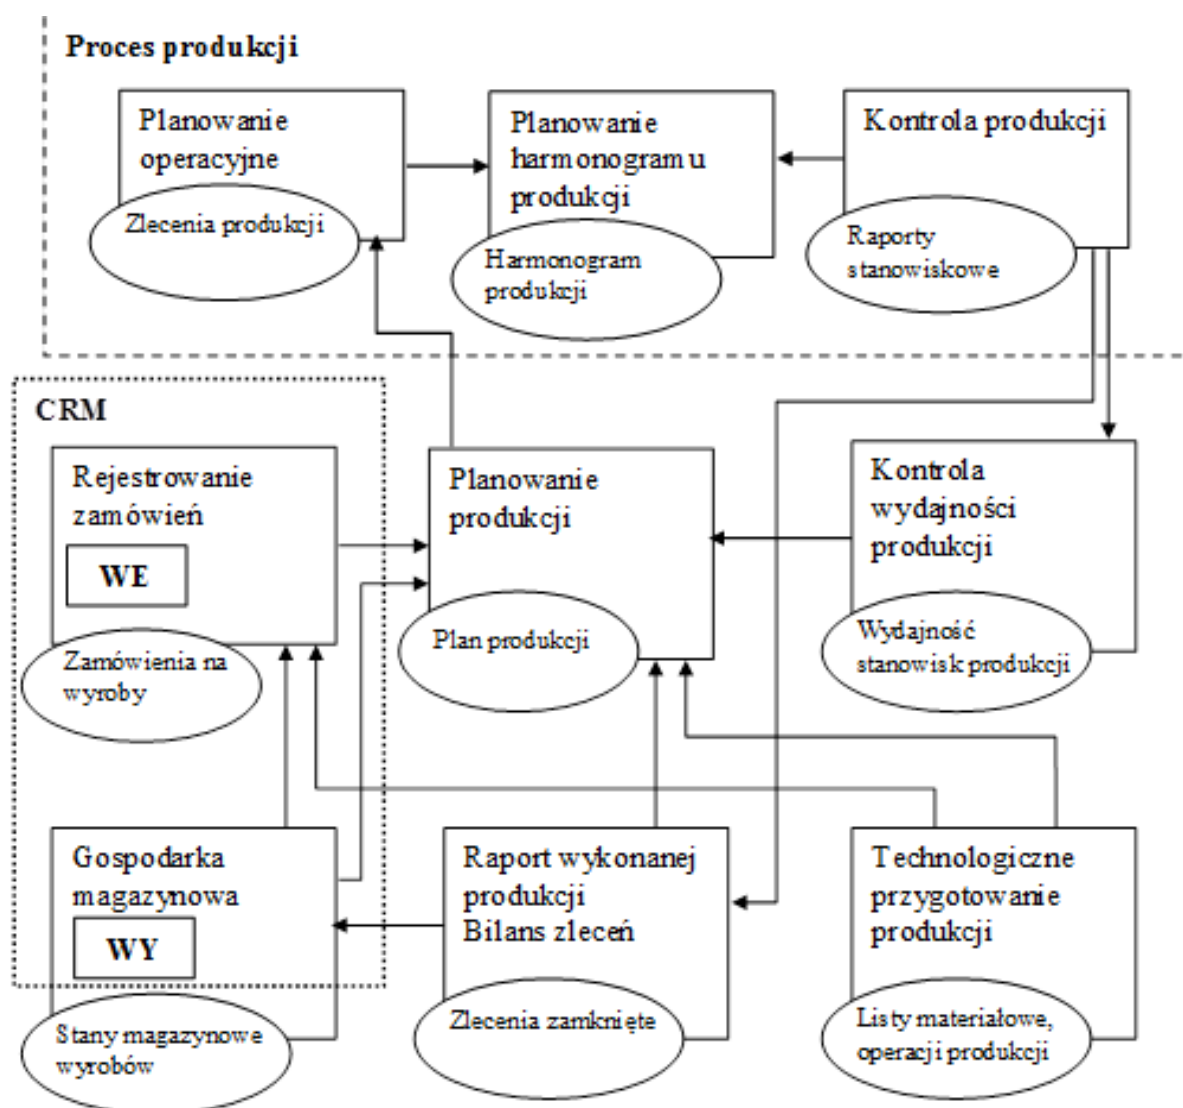 Proces produkcji
Planowanie
operacyjne
Zlecenia produkcji
Planowanie
harmonogramu
produkcji
Harmonogram
produkcji
Kontrola produkcji
Raporty
stanowiskowe
CRM
Rejestrowanie
zamówień
WE
Zamówienia na
wyroby
Planowanie
produkcji
Plan produkcji
Kontrola
wydajności
produkcji
Wydajność
stanowisk produkcji
Gospodarka
magazynowa
WY
Stany magazynowe
wyrobów
Raport wykonanej
produkcji
Bilans zleceń
Zlecenia zamknięte
Technologiczne
przygotowanie
produkcji
Listy materiałowe,
operacji produkcji